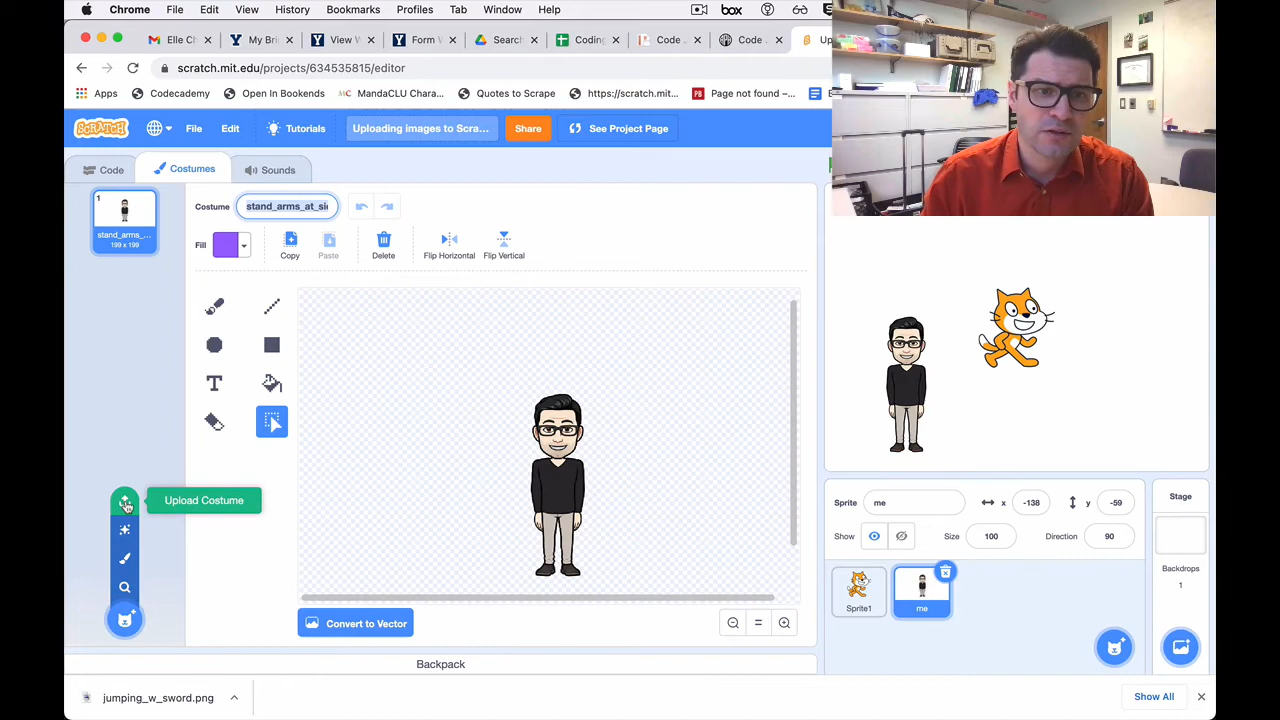 Chrome File Edit View History Bookmarks Profiles Tab Window Help box
Elle C My Bri View V Form \ Search Coding Code Code
scratch.mit.edu/projects/634535815/editor
Apps Codecademy Open In Bookends MandaCLU Chara... Quotes to Scrape https://scratch.mit... Page not found –...
SCRATCH File Edit Tutorials Uploading images to Scra... Share See Project Page
Code Costumes Sounds
1
stand_arms_...
199 x 199
Costume stand_arms_at_si
Fill Copy Paste Delete Flip Horizontal Flip Vertical
T
Upload Costume
Convert to Vector
Backpack
Sprite me x -138 y -59
Show Size 100 Direction 90
Sprite1 me
Stage
Backdrops
1
jumping_w_sword.png Show All